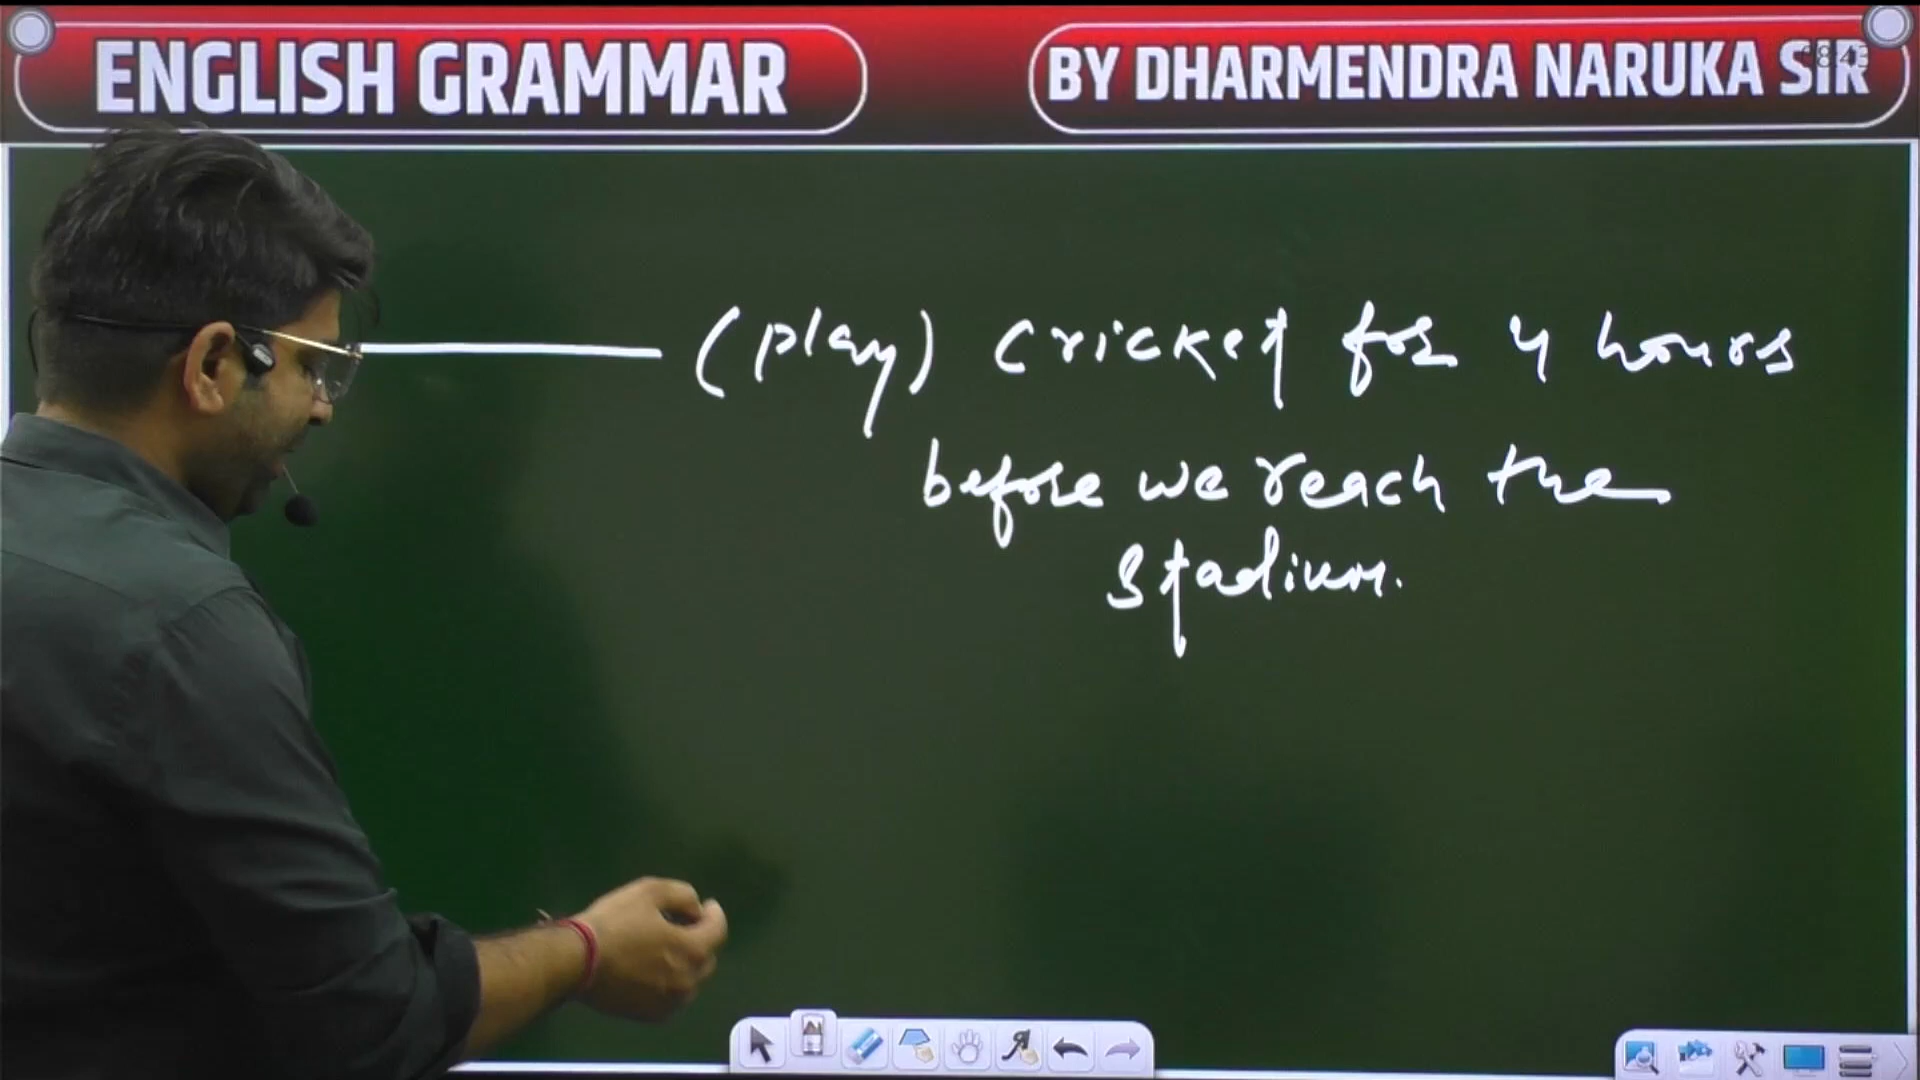 ENGLISH GRAMMAR
BY DHARMENDRA NARUKA SIR
(play) cricket for 4 hours
before we reach the
stadium.